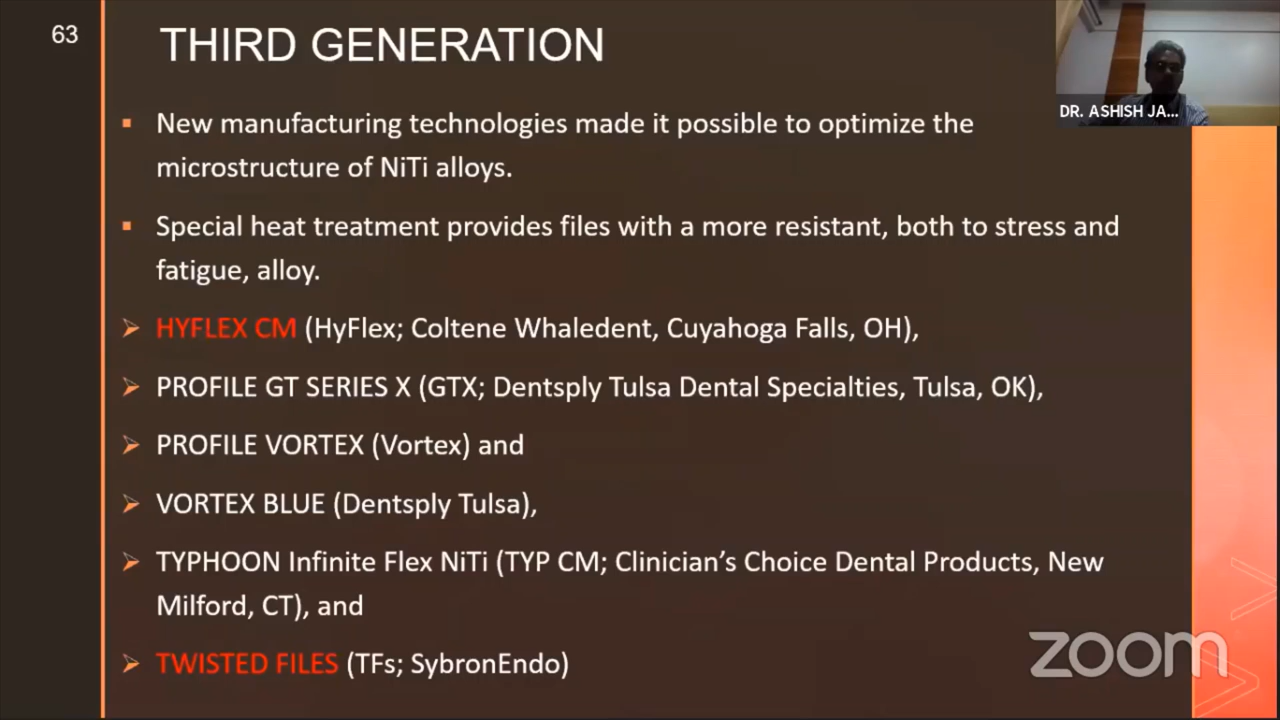 63
THIRD GENERATION
DR. ASHISH JA...
▪ New manufacturing technologies made it possible to optimize the
microstructure of NiTi alloys.
▪ Special heat treatment provides files with a more resistant, both to stress and
fatigue, alloy.
➢ HYFLEX CM (HyFlex; Coltene Whaledent, Cuyahoga Falls, OH),
➢ PROFILE GT SERIES X (GTX; Dentsply Tulsa Dental Specialties, Tulsa, OK),
➢ PROFILE VORTEX (Vortex) and
➢ VORTEX BLUE (Dentsply Tulsa),
➢ TYPHOON Infinite Flex NiTi (TYP CM; Clinician’s Choice Dental Products, New
Milford, CT), and
➢ TWISTED FILES (TFs; SybronEndo)
zoom